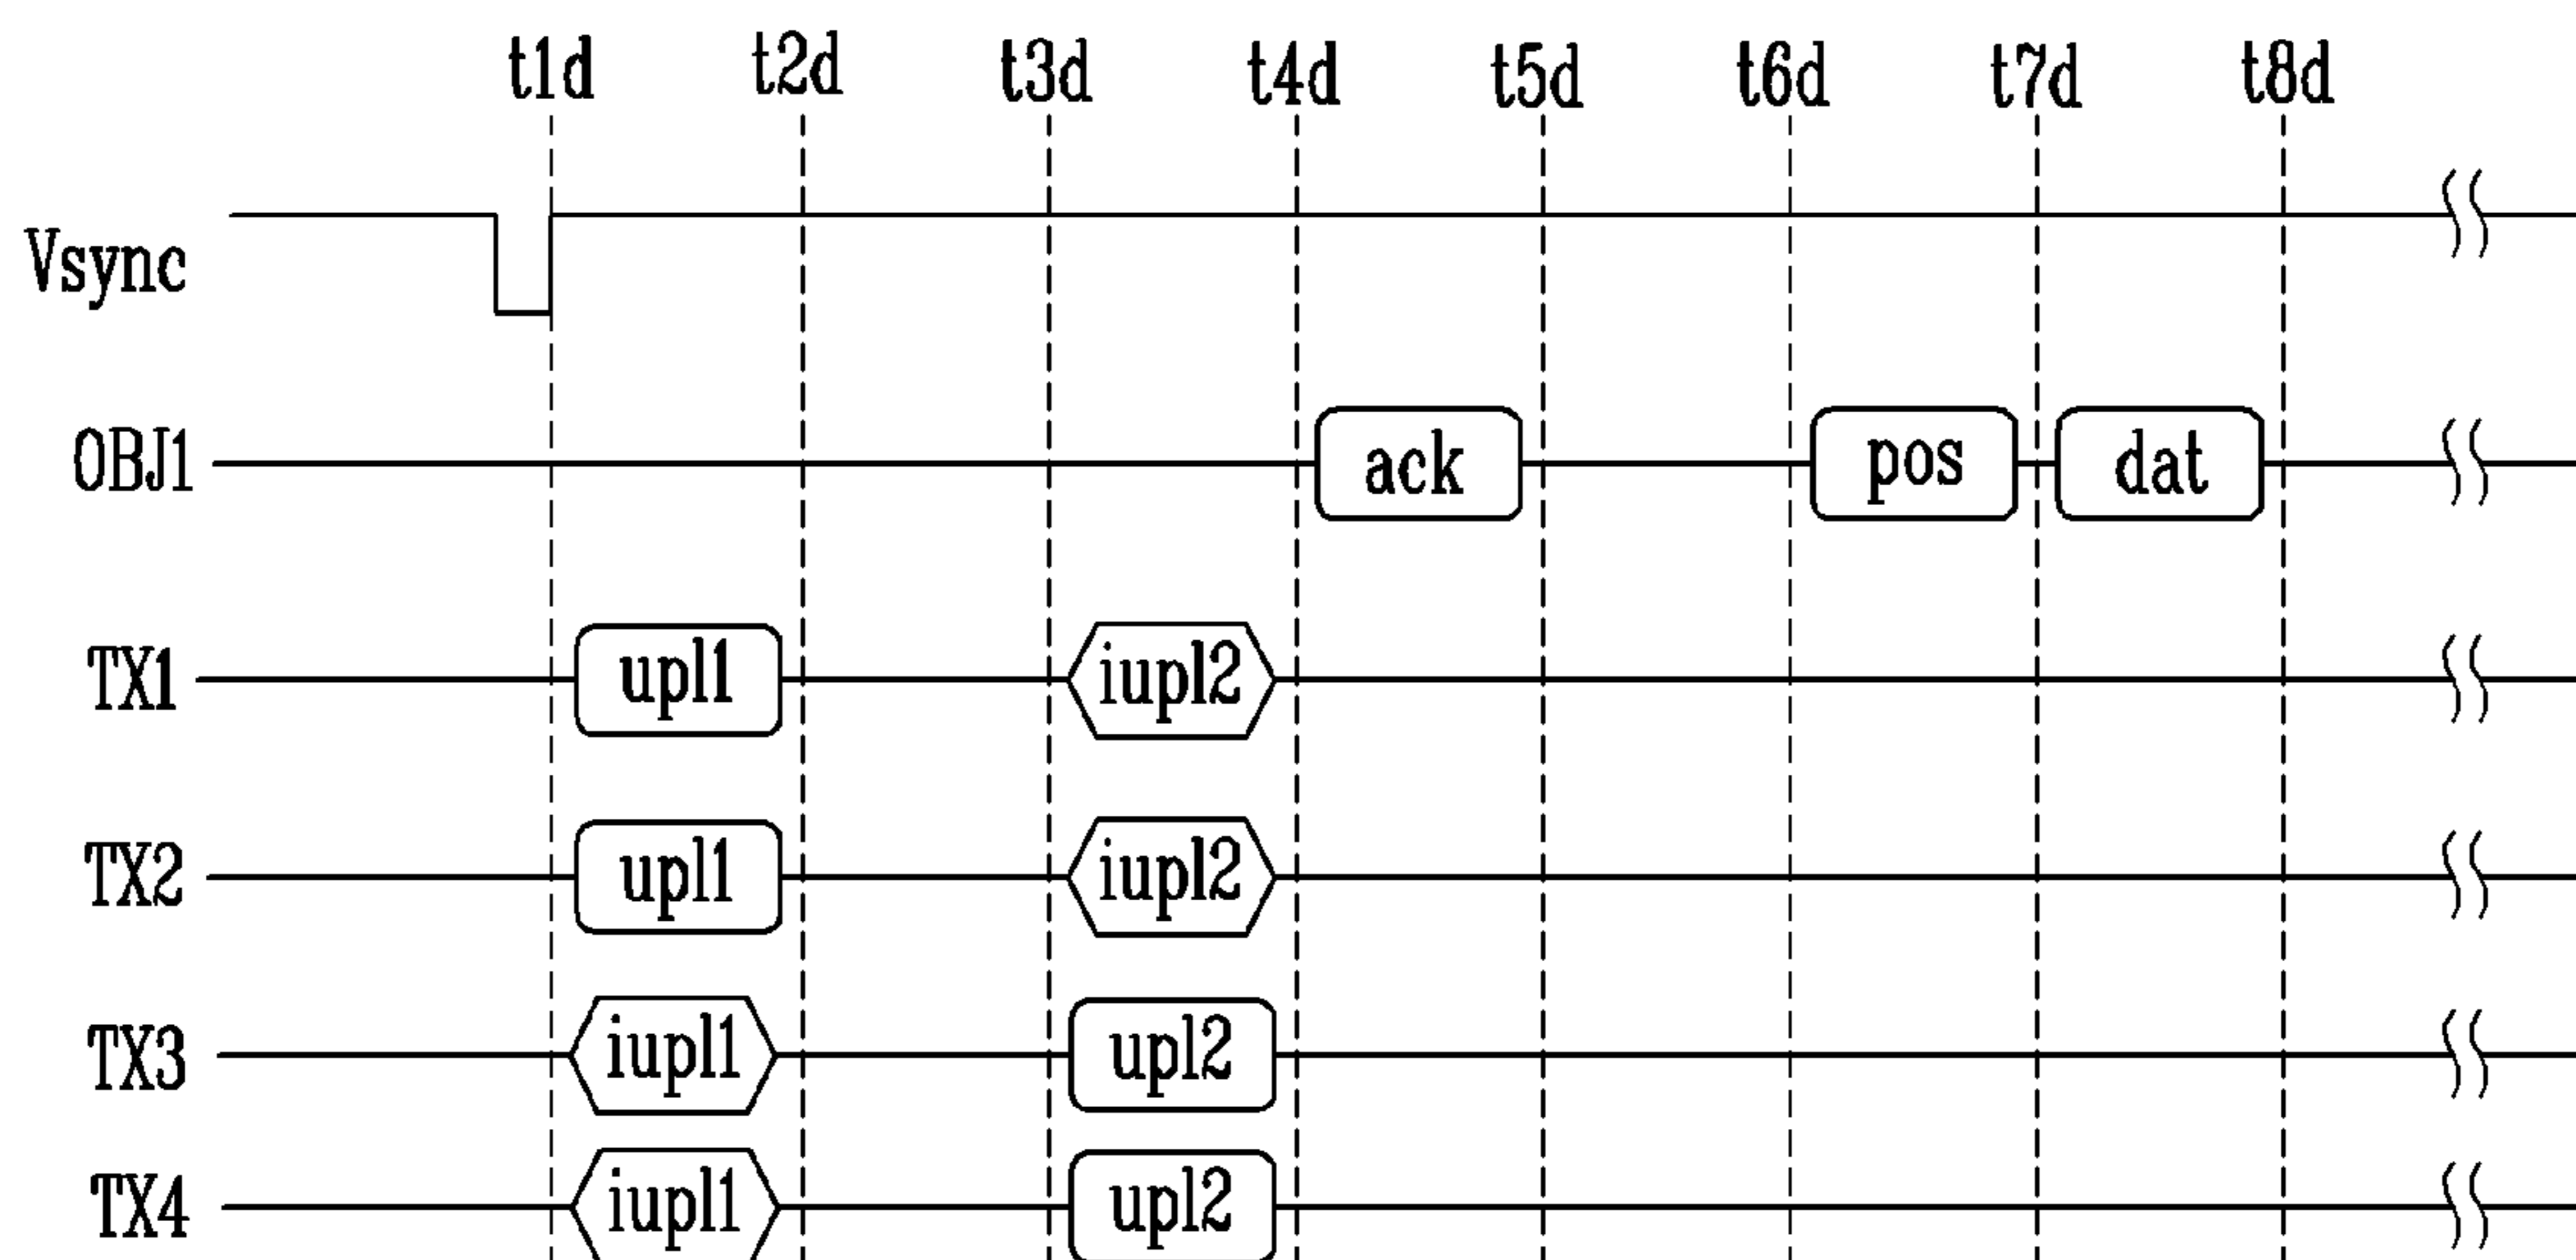 t1d t2d t3d t4d t5d t6d t7d t8d
Vsync
OBJ1 ack pos dat
TX1 upl1 iupl2
TX2 upl1 iupl2
TX3 iupl1 upl2
TX4 iupl1 upl2